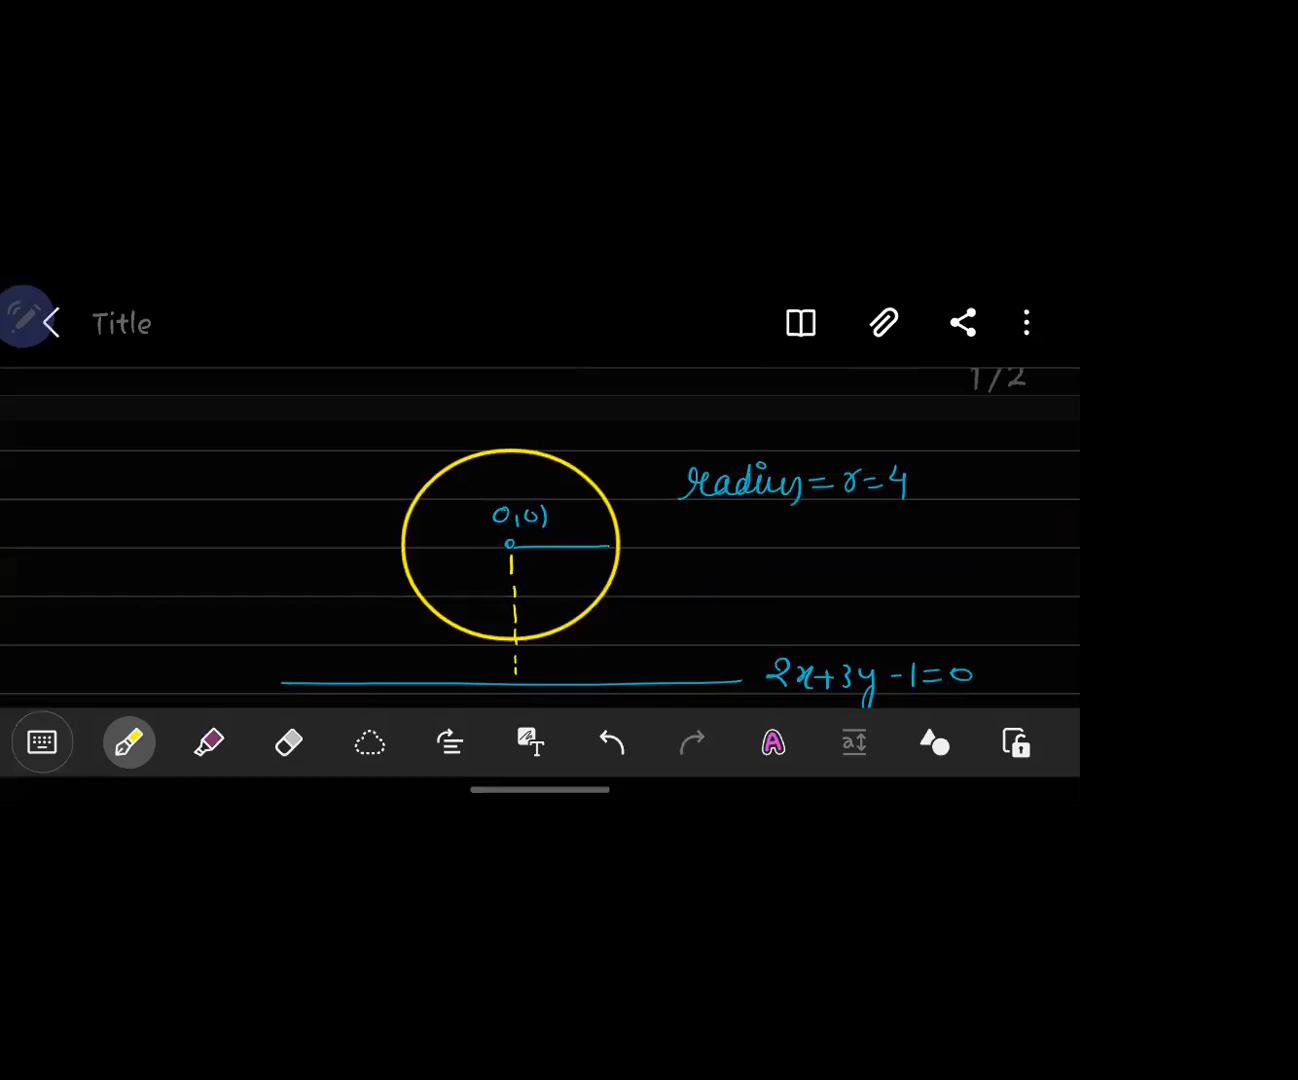 Title
1/2
radius = r = 4
0,0)
2x+3y-1=0
T
A
a